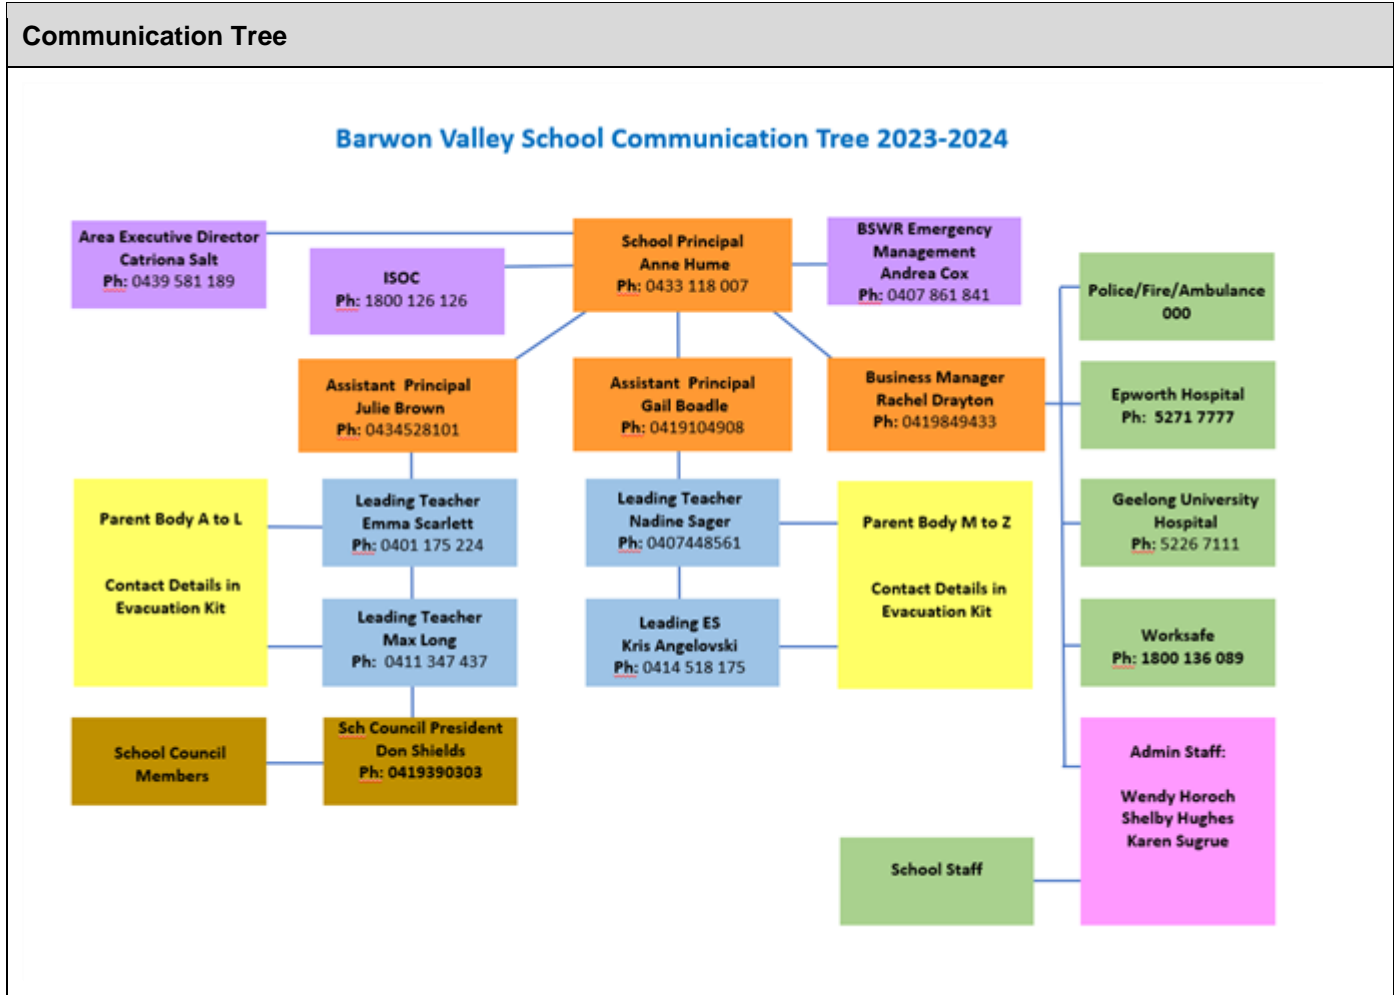 Communication Tree
Barwon Valley School Communication Tree 2023-2024
Area Executive Director
Catriona Salt
Ph: 0439 581 189
ISOC
Ph: 1800 126 126
School Principal
Anne Hume
Ph: 0433 118 007
BSWR Emergency
Management
Andrea Cox
Ph: 0407 861 841
Police/Fire/Ambulance
000
Assistant Principal
Julie Brown
Ph: 0434528101
Assistant Principal
Gail Boadle
Ph: 0419104908
Business Manager
Rachel Drayton
Ph: 0419849433
Epworth Hospital
Ph: 5271 7777
Parent Body A to L
Contact Details in
Evacuation Kit
Leading Teacher
Emma Scarlett
Ph: 0401 175 224
Leading Teacher
Nadine Sager
Ph: 0407448561
Parent Body M to Z
Contact Details in
Evacuation Kit
Geelong University
Hospital
Ph: 5226 7111
Leading Teacher
Max Long
Ph: 0411 347 437
Leading ES
Kris Angelovski
Ph: 0414 518 175
Worksafe
Ph: 1800 136 089
School Council
Members
Sch Council President
Don Shields
Ph: 0419390303
Admin Staff:
Wendy Horoch
Shelby Hughes
Karen Sugrue
School Staff